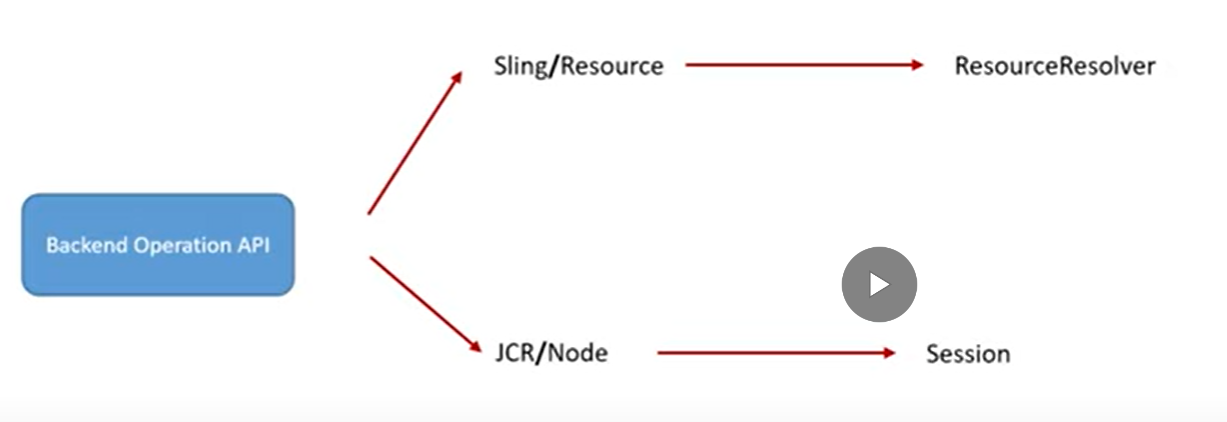 Sling/Resource
ResourceResolver
Backend Operation API
JCR/Node
Session